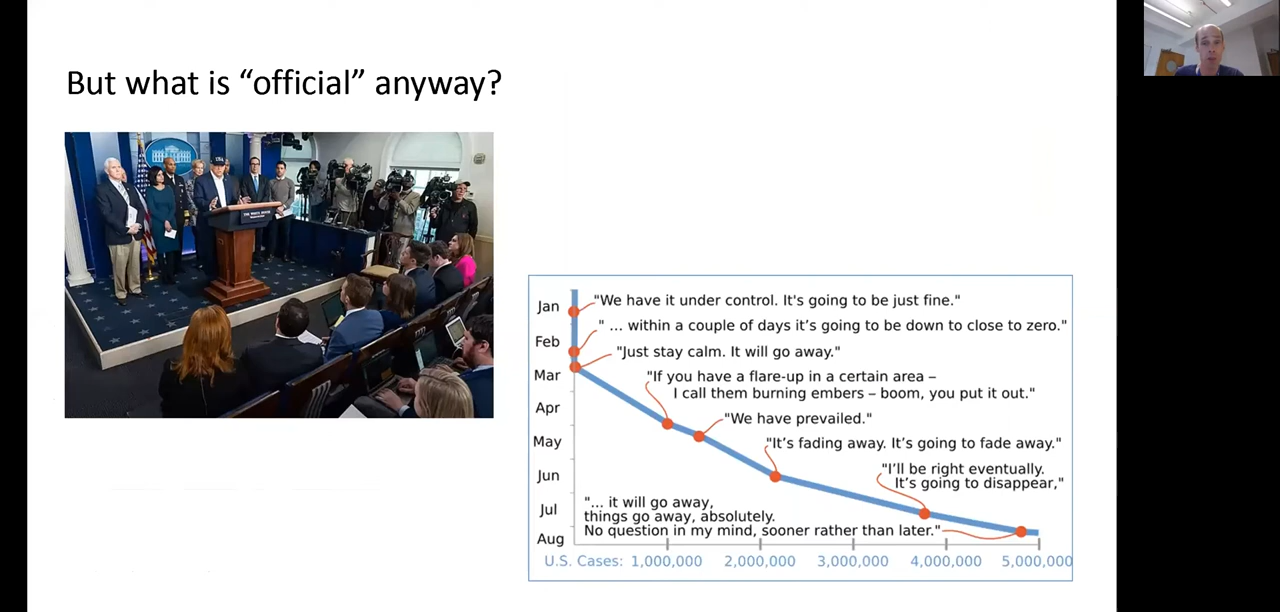 But what is “official” anyway?
USA
THE WHITE HOUSE
Jan
"We have it under control. It's going to be just fine."
" ... within a couple of days it’s going to be down to close to zero."
Feb
"Just stay calm. It will go away."
Mar
"If you have a flare-up in a certain area –
I call them burning embers – boom, you put it out."
Apr
"We have prevailed."
May
"It’s fading away. It’s going to fade away."
Jun
"I’ll be right eventually.
It’s going to disappear,"
Jul
"... it will go away,
things go away, absolutely.
No question in my mind, sooner rather than later."
Aug
U.S. Cases: 1,000,000 2,000,000 3,000,000 4,000,000 5,000,000